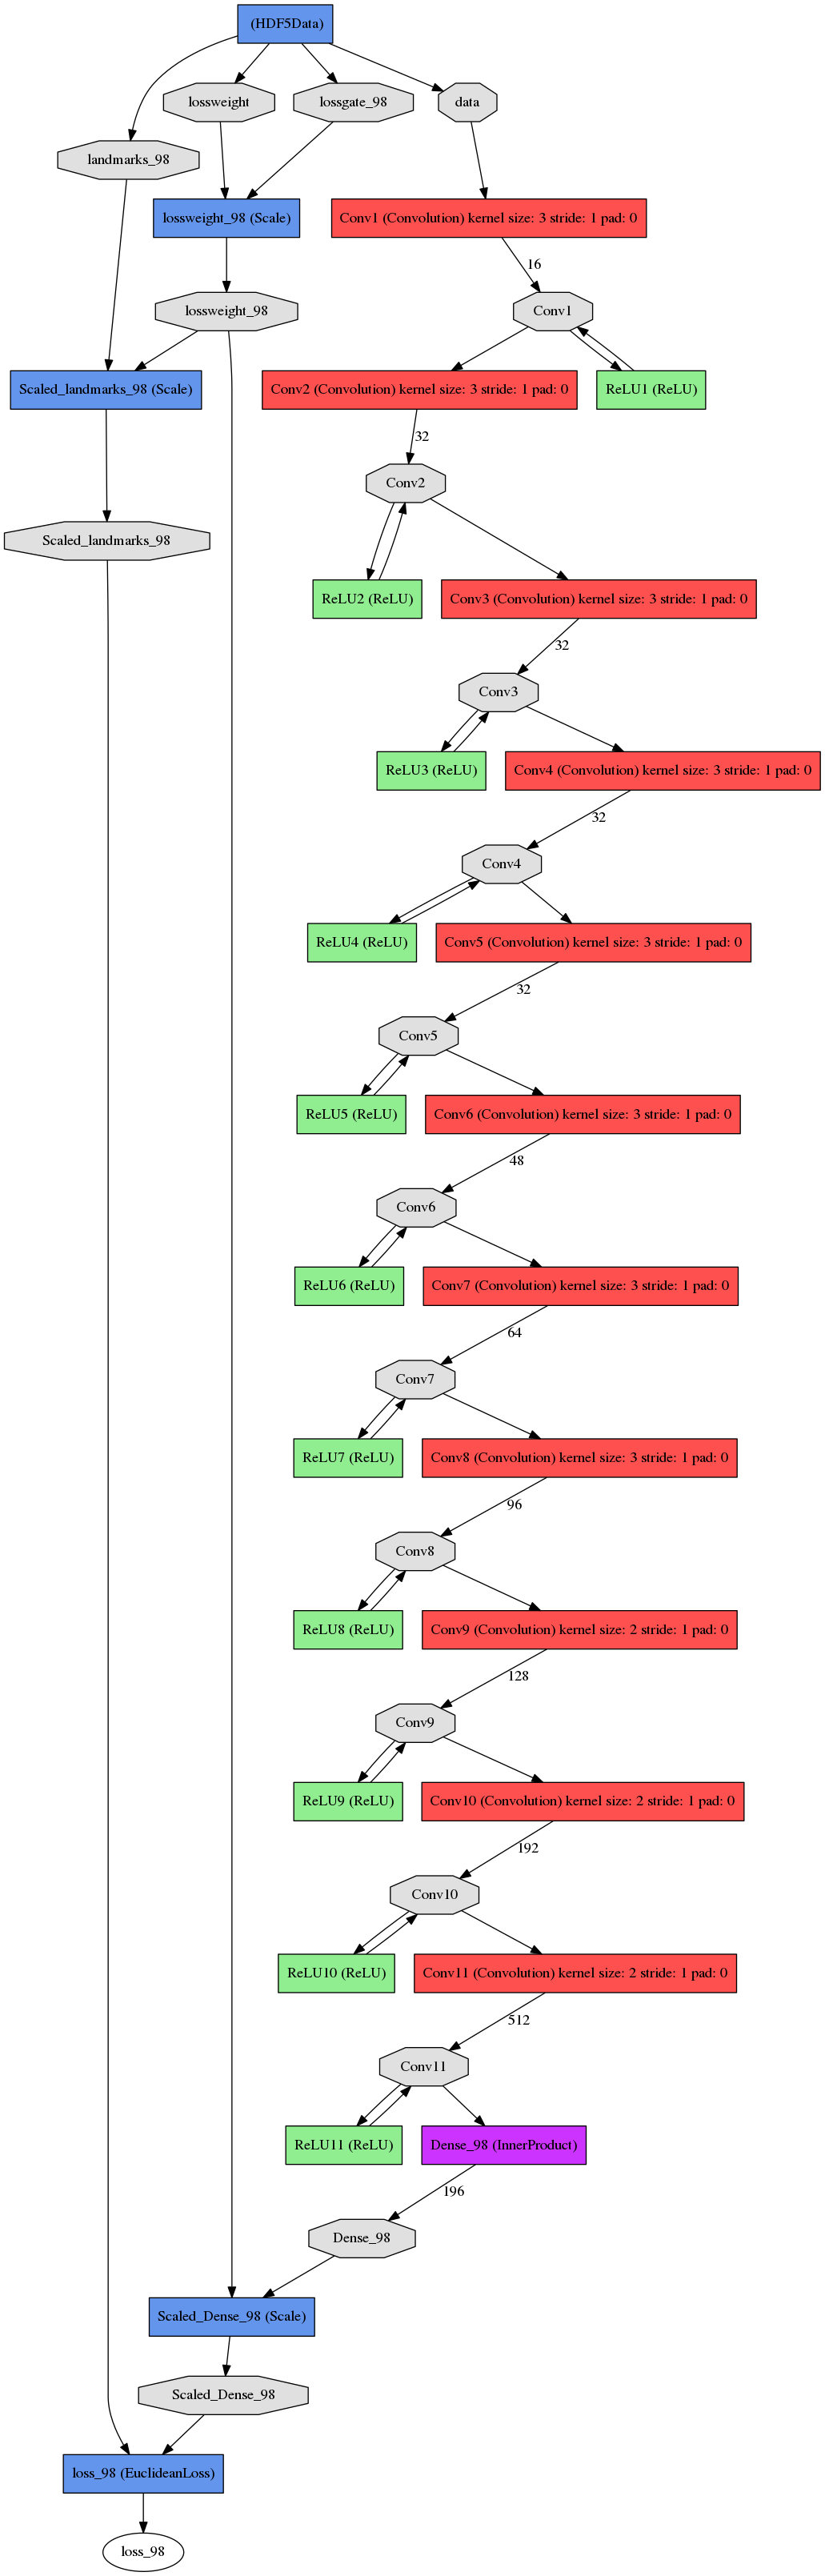 (HDF5Data)
lossweight
lossgate_98
data
landmarks_98
lossweight_98 (Scale)
Conv1 (Convolution) kernel size: 3 stride: 1 pad: 0
16
lossweight_98
Conv1
Scaled_landmarks_98 (Scale)
Conv2 (Convolution) kernel size: 3 stride: 1 pad: 0
ReLU1 (ReLU)
32
Conv2
Scaled_landmarks_98
ReLU2 (ReLU)
Conv3 (Convolution) kernel size: 3 stride: 1 pad: 0
32
Conv3
ReLU3 (ReLU)
Conv4 (Convolution) kernel size: 3 stride: 1 pad: 0
32
Conv4
ReLU4 (ReLU)
Conv5 (Convolution) kernel size: 3 stride: 1 pad: 0
32
Conv5
ReLU5 (ReLU)
Conv6 (Convolution) kernel size: 3 stride: 1 pad: 0
48
Conv6
ReLU6 (ReLU)
Conv7 (Convolution) kernel size: 3 stride: 1 pad: 0
64
Conv7
ReLU7 (ReLU)
Conv8 (Convolution) kernel size: 3 stride: 1 pad: 0
96
Conv8
ReLU8 (ReLU)
Conv9 (Convolution) kernel size: 2 stride: 1 pad: 0
128
Conv9
ReLU9 (ReLU)
Conv10 (Convolution) kernel size: 2 stride: 1 pad: 0
192
Conv10
ReLU10 (ReLU)
Conv11 (Convolution) kernel size: 2 stride: 1 pad: 0
512
Conv11
ReLU11 (ReLU)
Dense_98 (InnerProduct)
196
Dense_98
Scaled_Dense_98 (Scale)
Scaled_Dense_98
loss_98 (EuclideanLoss)
loss_98